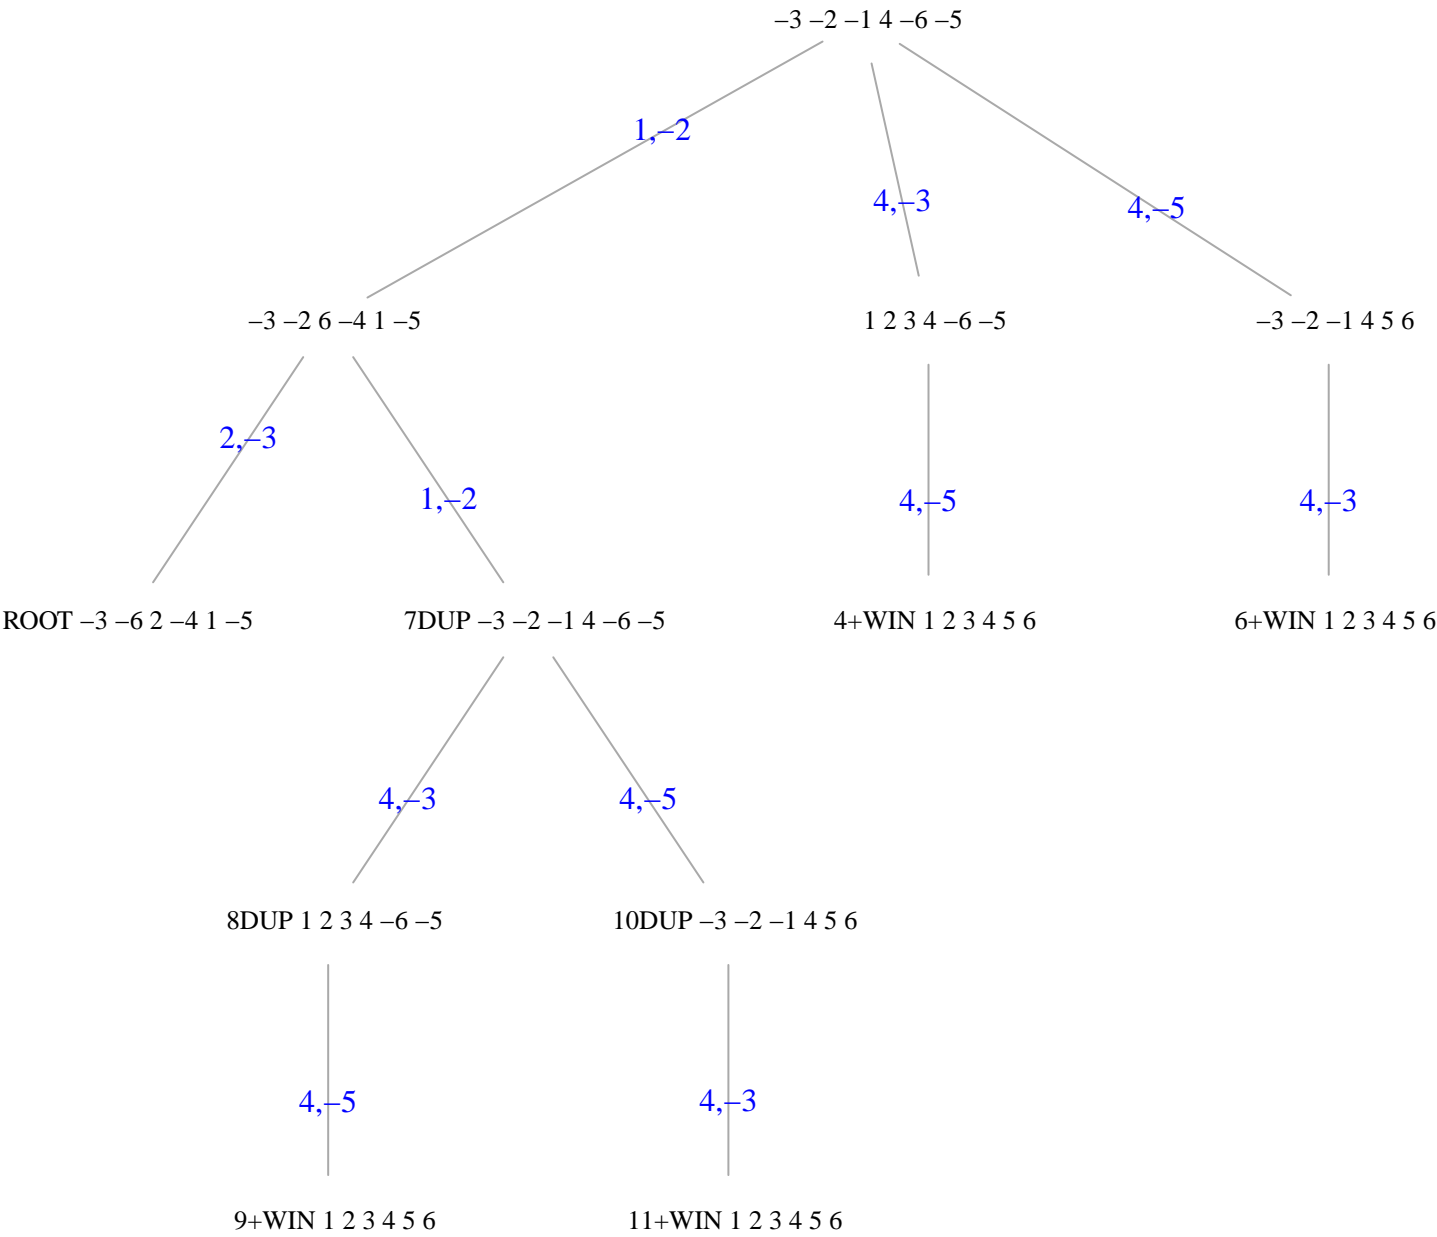 –3 –2 –1 4 –6 –5
1,–2
4,–3
4,–5
–3 –2 6 –4 1 –5
1 2 3 4 –6 –5
–3 –2 –1 4 5 6
2,–3
1,–2
4,–5
4,–3
ROOT –3 –6 2 –4 1 –5
7DUP –3 –2 –1 4 –6 –5
4+WIN 1 2 3 4 5 6
6+WIN 1 2 3 4 5 6
4,–3
4,–5
8DUP 1 2 3 4 –6 –5
10DUP –3 –2 –1 4 5 6
4,–5
4,–3
9+WIN 1 2 3 4 5 6
11+WIN 1 2 3 4 5 6